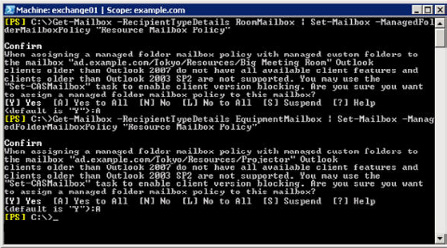 Machine: exchange01 | Scope: example.com
[PS] C:\>Get-Mailbox -RecipientTypeDetails RoomMailbox | Set-Mailbox -ManagedFol
derMailboxPolicy "Resource Mailbox Policy"
Confirm
When assigning a managed folder mailbox policy with managed custom folders to
the mailbox "ad.example.com/Tokyo/Resources/Big Meeting Room" Outlook
clients older than Outlook 2007 do not have all available client features and
clients older than Outlook 2003 SP2 are not supported. You may use the
"Set-CASMailbox" task to enable client version blocking. Are you sure you want
to assign a managed folder mailbox policy to this mailbox?
[Y] Yes  [A] Yes to All  [N] No  [L] No to All  [S] Suspend  [?] Help
(default is "Y"):A
[PS] C:\>Get-Mailbox -RecipientTypeDetails EquipmentMailbox | Set-Mailbox -Manag
edFolderMailboxPolicy "Resource Mailbox Policy"
Confirm
When assigning a managed folder mailbox policy with managed custom folders to
the mailbox "ad.example.com/Tokyo/Resources/Projector" Outlook
clients older than Outlook 2007 do not have all available client features and
clients older than Outlook 2003 SP2 are not supported. You may use the
"Set-CASMailbox" task to enable client version blocking. Are you sure you want
to assign a managed folder mailbox policy to this mailbox?
[Y] Yes  [A] Yes to All  [N] No  [L] No to All  [S] Suspend  [?] Help
(default is "Y"):A
[PS] C:\>_